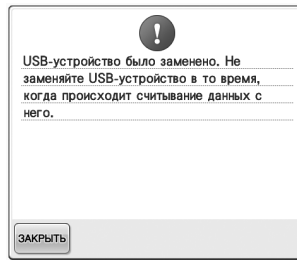 USB-устройство было заменено. Не
заменяйте USB-устройство в то время,
когда происходит считывание данных с
него.
ЗАКРЫТЬ